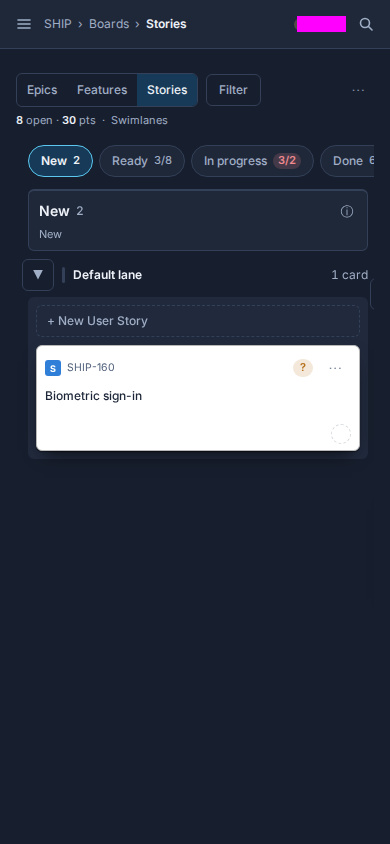 SHIP › Boards › Stories
Epics Features Stories Filter ...
8 open · 30 pts · Swimlanes
New 2 Ready 3/8 In progress 3/2 Done 6
New 2
New
Default lane 1 card
+ New User Story
S SHIP-160 ? ...
Biometric sign-in